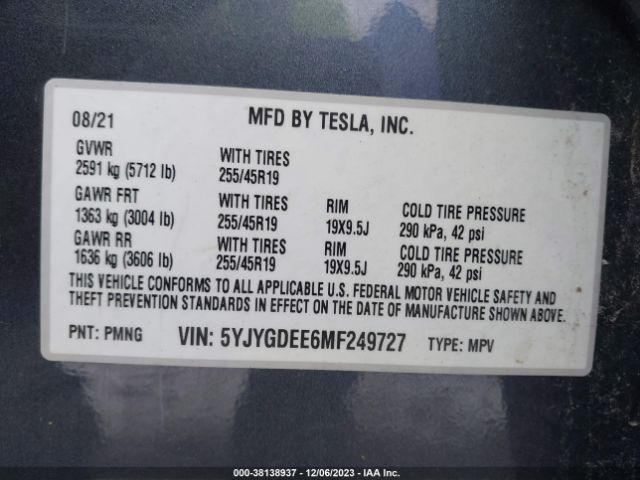 08/21 MFD BY TESLA, INC.
GVWR WITH TIRES
2591 kg (5712 lb) 255/45R19
GAWR FRT WITH TIRES RIM COLD TIRE PRESSURE
1363 kg (3004 lb) 255/45R19 19X9.5J 290 kPa, 42 psi
GAWR RR WITH TIRES RIM COLD TIRE PRESSURE
1636 kg (3606 lb) 255/45R19 19X9.5J 290 kPa, 42 psi
THIS VEHICLE CONFORMS TO ALL APPLICABLE U.S. FEDERAL MOTOR VEHICLE SAFETY AND
THEFT PREVENTION STANDARDS IN EFFECT ON THE DATE OF MANUFACTURE SHOWN ABOVE.
PNT: PMNG VIN: 5YJYGDEE6MF249727 TYPE: MPV
000-38138937 - 12/06/2023 - IAA Inc.